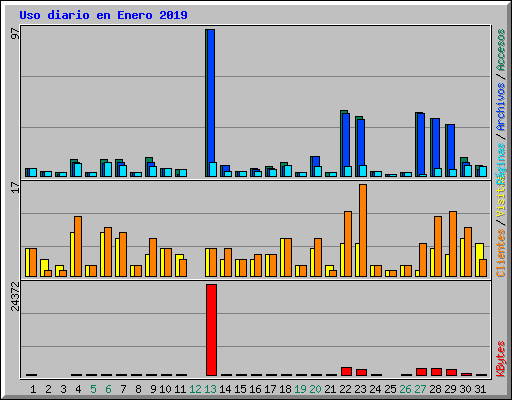 Uso diario en Enero 2019
97
17
24372
Accesos / Archivos / Páginas
Visitas / Clientes
KBytes
1 2 3 4 5 6 7 8 9 10 11 12 13 14 15 16 17 18 19 20 21 22 23 24 25 26 27 28 29 30 31